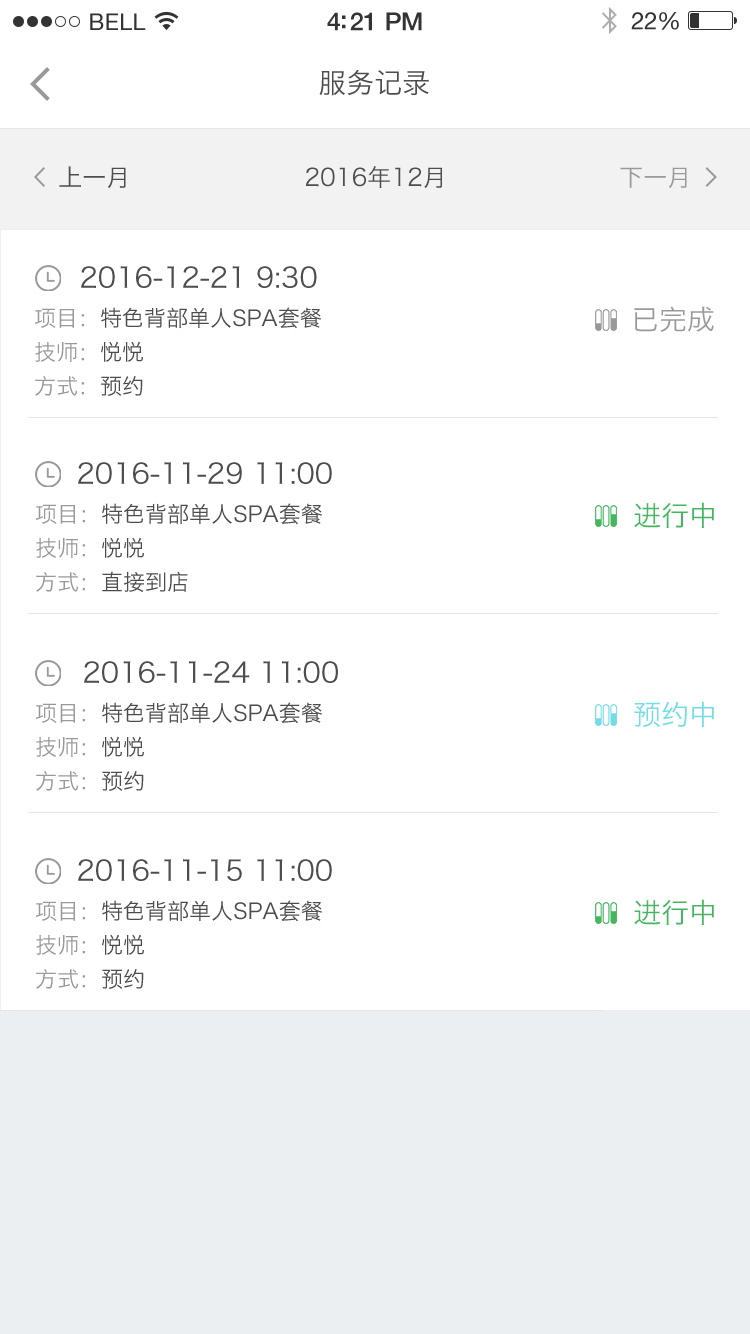 BELL 4:21 PM 22%
服务记录
上一月 2016年12月 下一月
2016-12-21 9:30
项目：特色背部单人SPA套餐 已完成
技师：悦悦
方式：预约
2016-11-29 11:00
项目：特色背部单人SPA套餐 进行中
技师：悦悦
方式：直接到店
2016-11-24 11:00
项目：特色背部单人SPA套餐 预约中
技师：悦悦
方式：预约
2016-11-15 11:00
项目：特色背部单人SPA套餐 进行中
技师：悦悦
方式：预约